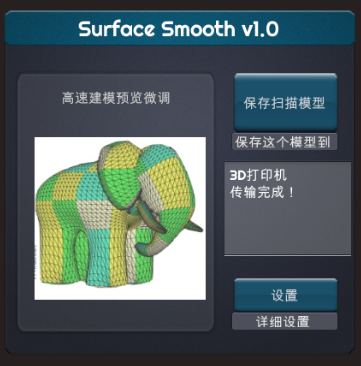 Surface Smooth v1.0
高速建模预览微调
保存扫描模型
保存这个模型到
3D打印机
传输完成！
设置
详细设置